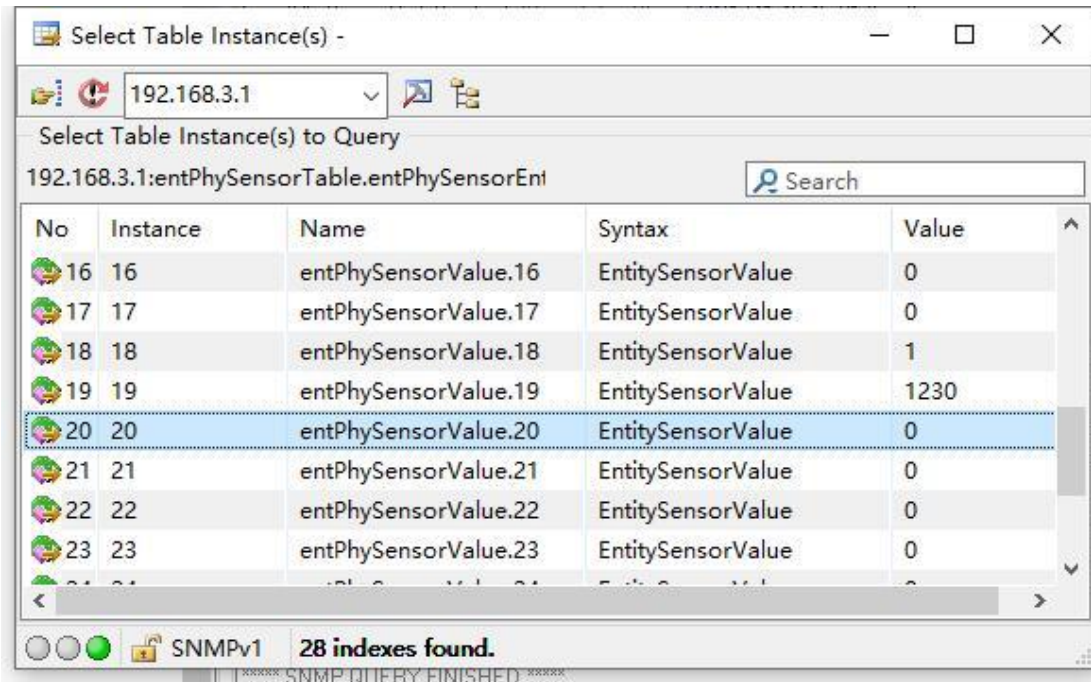 Select Table Instance(s) -
192.168.3.1
Select Table Instance(s) to Query
192.168.3.1:entPhySensorTable.entPhySensorEnt
Search
No Instance Name Syntax Value
16 16 entPhySensorValue.16 EntitySensorValue 0
17 17 entPhySensorValue.17 EntitySensorValue 0
18 18 entPhySensorValue.18 EntitySensorValue 1
19 19 entPhySensorValue.19 EntitySensorValue 1230
20 20 entPhySensorValue.20 EntitySensorValue 0
21 21 entPhySensorValue.21 EntitySensorValue 0
22 22 entPhySensorValue.22 EntitySensorValue 0
23 23 entPhySensorValue.23 EntitySensorValue 0
SNMPv1 28 indexes found.
***** SNMP QUERY FINISHED *****